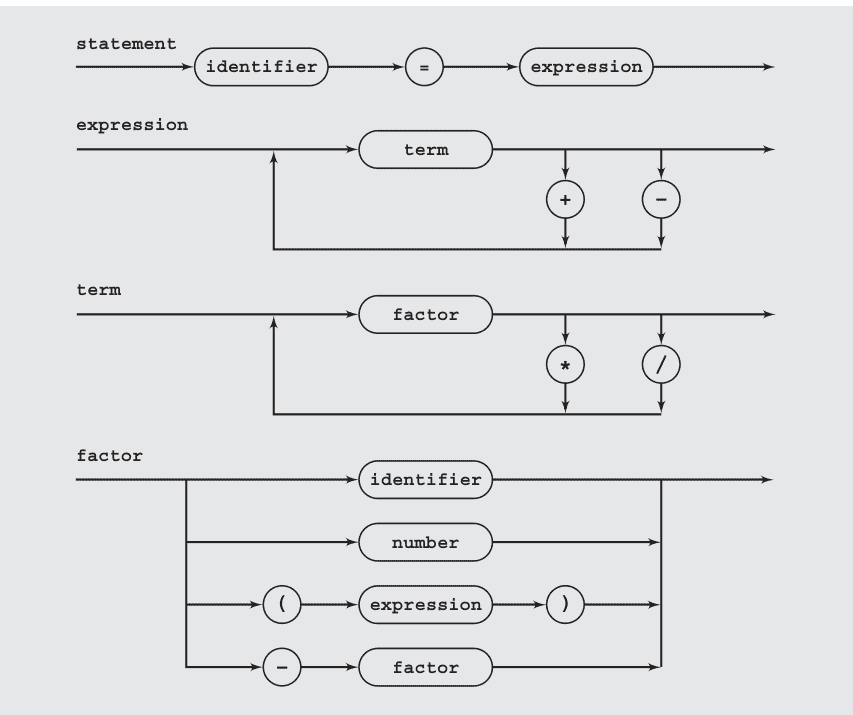 statement
identifier = expression
expression
term
+ -
term
factor
* /
factor
identifier
number
( expression )
- factor